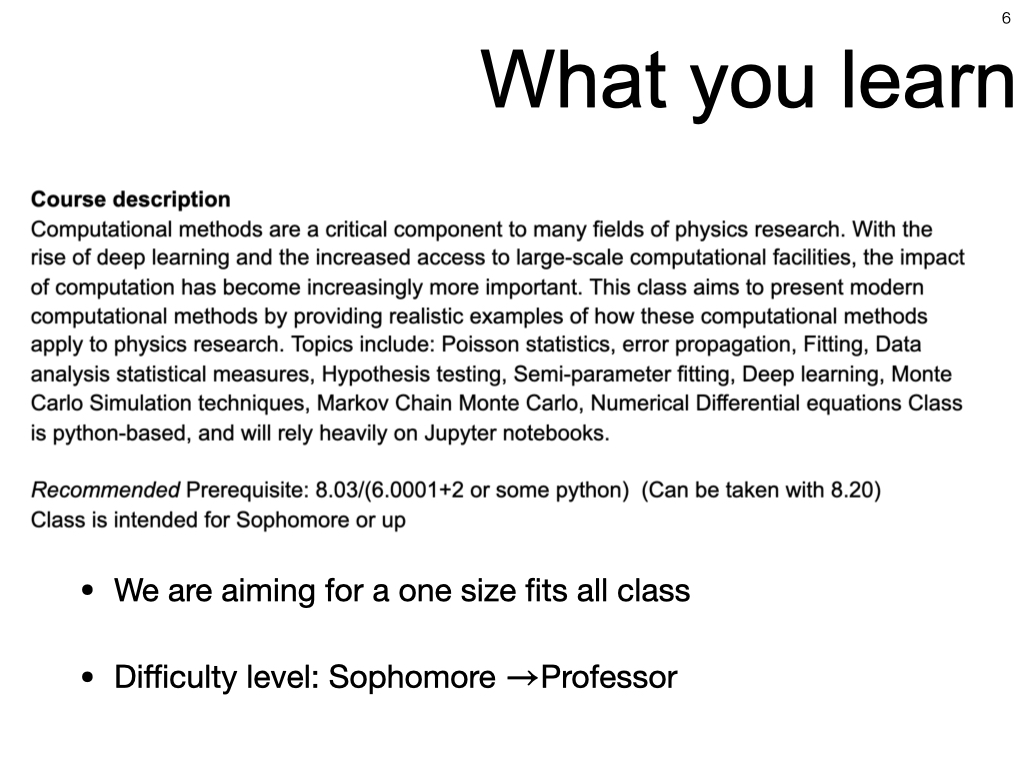 6
What you learn
Course description
Computational methods are a critical component to many fields of physics research. With the
rise of deep learning and the increased access to large-scale computational facilities, the impact
of computation has become increasingly more important. This class aims to present modern
computational methods by providing realistic examples of how these computational methods
apply to physics research. Topics include: Poisson statistics, error propagation, Fitting, Data
analysis statistical measures, Hypothesis testing, Semi-parameter fitting, Deep learning, Monte
Carlo Simulation techniques, Markov Chain Monte Carlo, Numerical Differential equations Class
is python-based, and will rely heavily on Jupyter notebooks.
Recommended Prerequisite: 8.03/(6.0001+2 or some python)  (Can be taken with 8.20)
Class is intended for Sophomore or up
• We are aiming for a one size fits all class
• Difficulty level: Sophomore →Professor